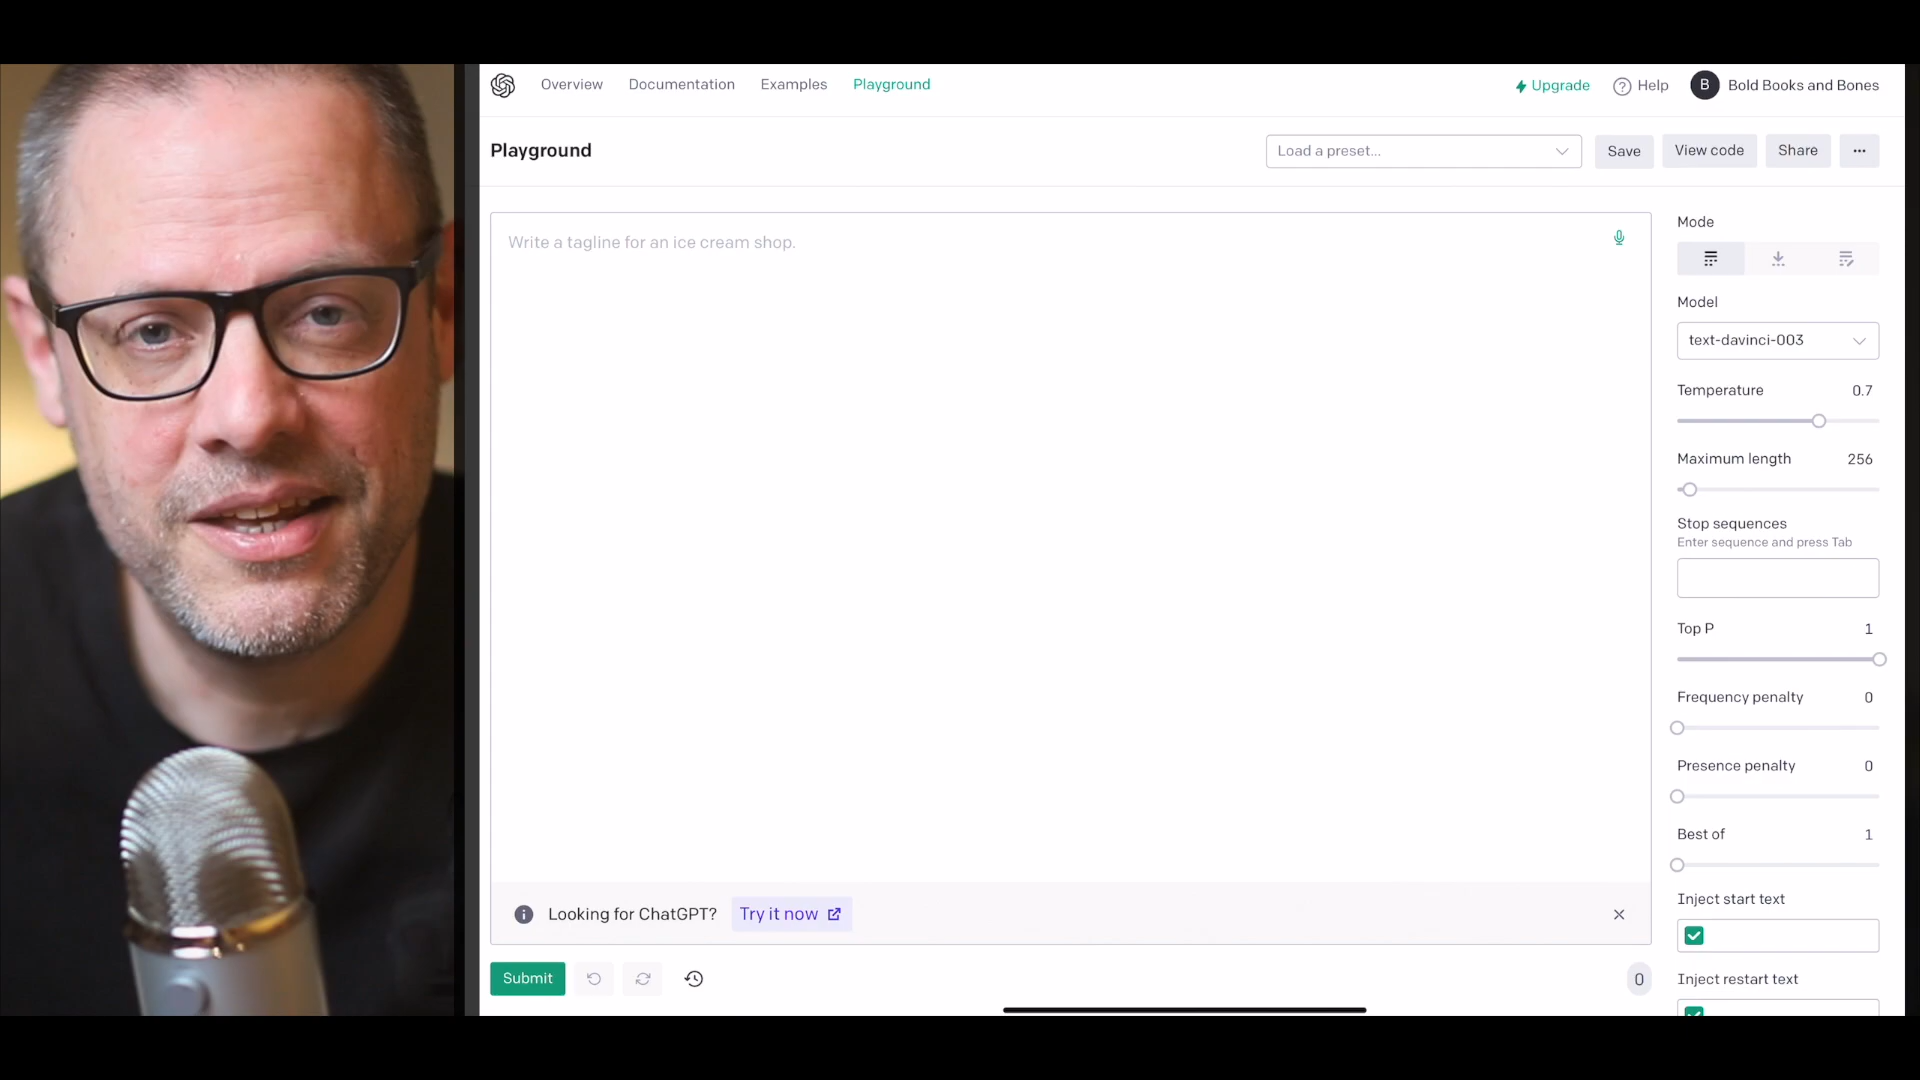 Overview Documentation Examples Playground Upgrade Help B Bold Books and Bones
Playground Load a preset... Save View code Share ...
Write a tagline for an ice cream shop.
Mode
Model
text-davinci-003
Temperature 0.7
Maximum length 256
Stop sequences
Enter sequence and press Tab
Top P 1
Frequency penalty 0
Presence penalty 0
Best of 1
Inject start text
Inject restart text
Looking for ChatGPT? Try it now
Submit 0